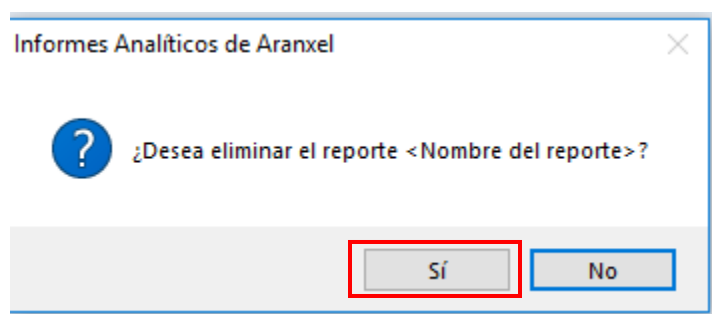 Informes Analíticos de Aranxel
¿Desea eliminar el reporte <Nombre del reporte>?
Sí No